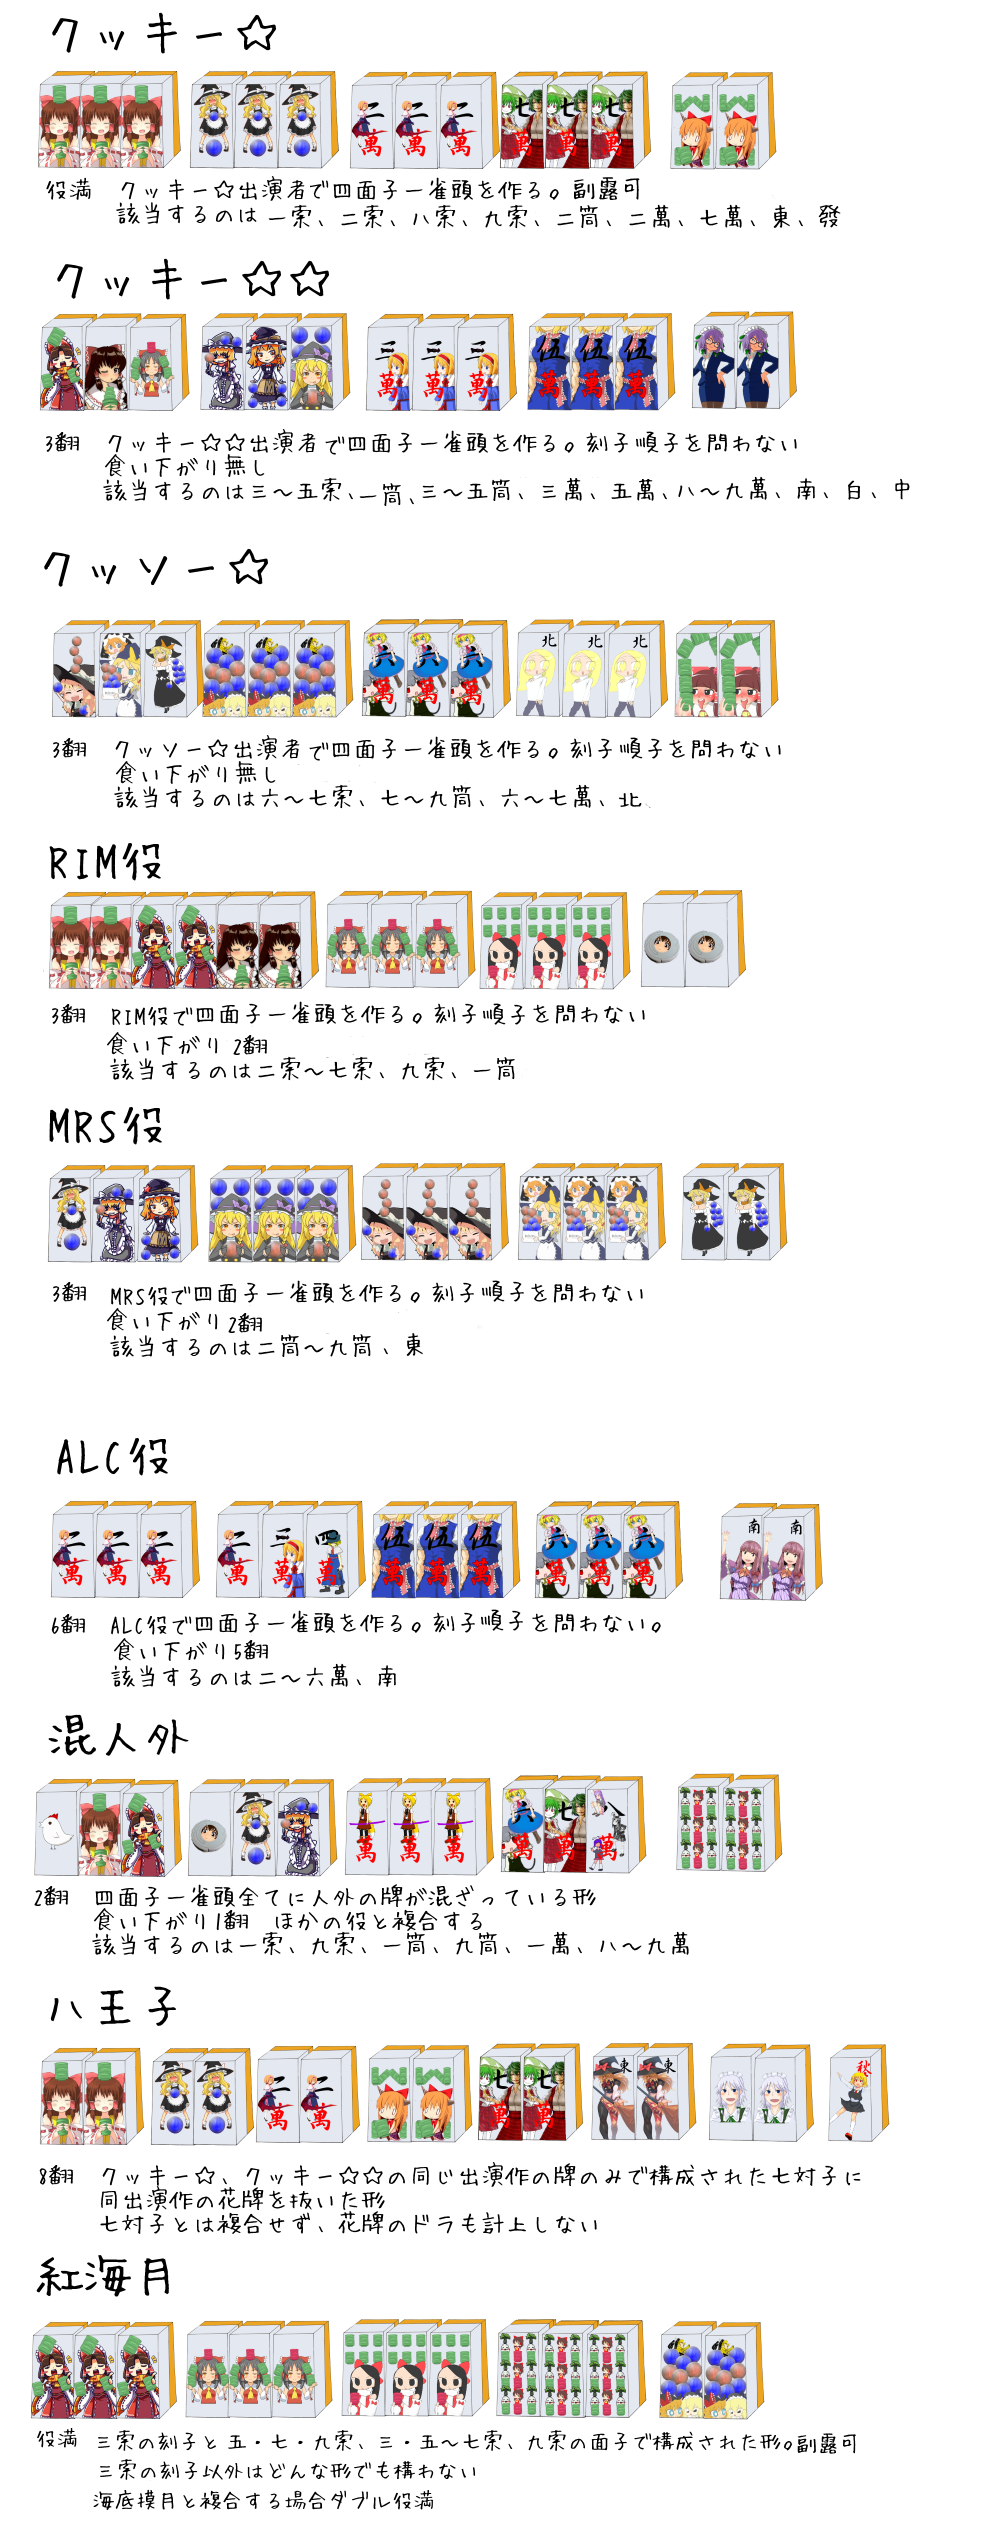 クッキー☆
二 二 二 七 七 七
萬 萬 萬 萬 萬 萬
役満 クッキー☆出演者で四面子一雀頭を作る。副露可
該当するのは 一索、二索、八索、九索、二筒、二萬、七萬、東、發
クッキー☆☆
三 三 三 伍 伍 伍
萬 萬 萬 萬 萬 萬
3翻 クッキー☆☆出演者で四面子一雀頭を作る。刻子順子を問わない
食い下がり無し
該当するのは三～五索、一筒、三～五筒、三萬、五萬、八～九萬、南、白、中
クッソー☆
六 六 六 北 北 北
萬 萬 萬
3翻 クッソー☆出演者で四面子一雀頭を作る。刻子順子を問わない
食い下がり無し
該当するのは六～七索、七～九筒、六～七萬、北
RIM役
3翻 RIM役で四面子一雀頭を作る。刻子順子を問わない
食い下がり 2翻
該当するのは二索～七索、九索、一筒
MRS役
3翻 MRS役で四面子一雀頭を作る。刻子順子を問わない
食い下がり2翻
該当するのは二筒～九筒、東
ALC役
二 二 二 二 三 四 伍 伍 伍 六 六 六 南 南
萬 萬 萬 萬 萬 萬 萬 萬 萬 萬 萬 萬
6翻 ALC役で四面子一雀頭を作る。刻子順子を問わない。
食い下がり5翻
該当するのは二～六萬、南
混人外
一 一 一 六 七 八
萬 萬 萬 萬 萬 萬
2翻 四面子一雀頭全てに人外の牌が混ざっている形
食い下がり1翻 ほかの役と複合する
該当するのは一索、九索、一筒、九筒、一萬、八～九萬
八王子
二 二 七 七 東 東 秋
萬 萬 萬 萬
8翻 クッキー☆、クッキー☆☆の同じ出演作の牌のみで構成された七対子に
同出演作の花牌を抜いた形
七対子とは複合せず、花牌のドラも計上しない
紅海月
役満 三索の刻子と五・七・九索、三・五～七索、九索の面子で構成された形。副露可
三索の刻子以外はどんな形でも構わない
海底摸月と複合する場合ダブル役満